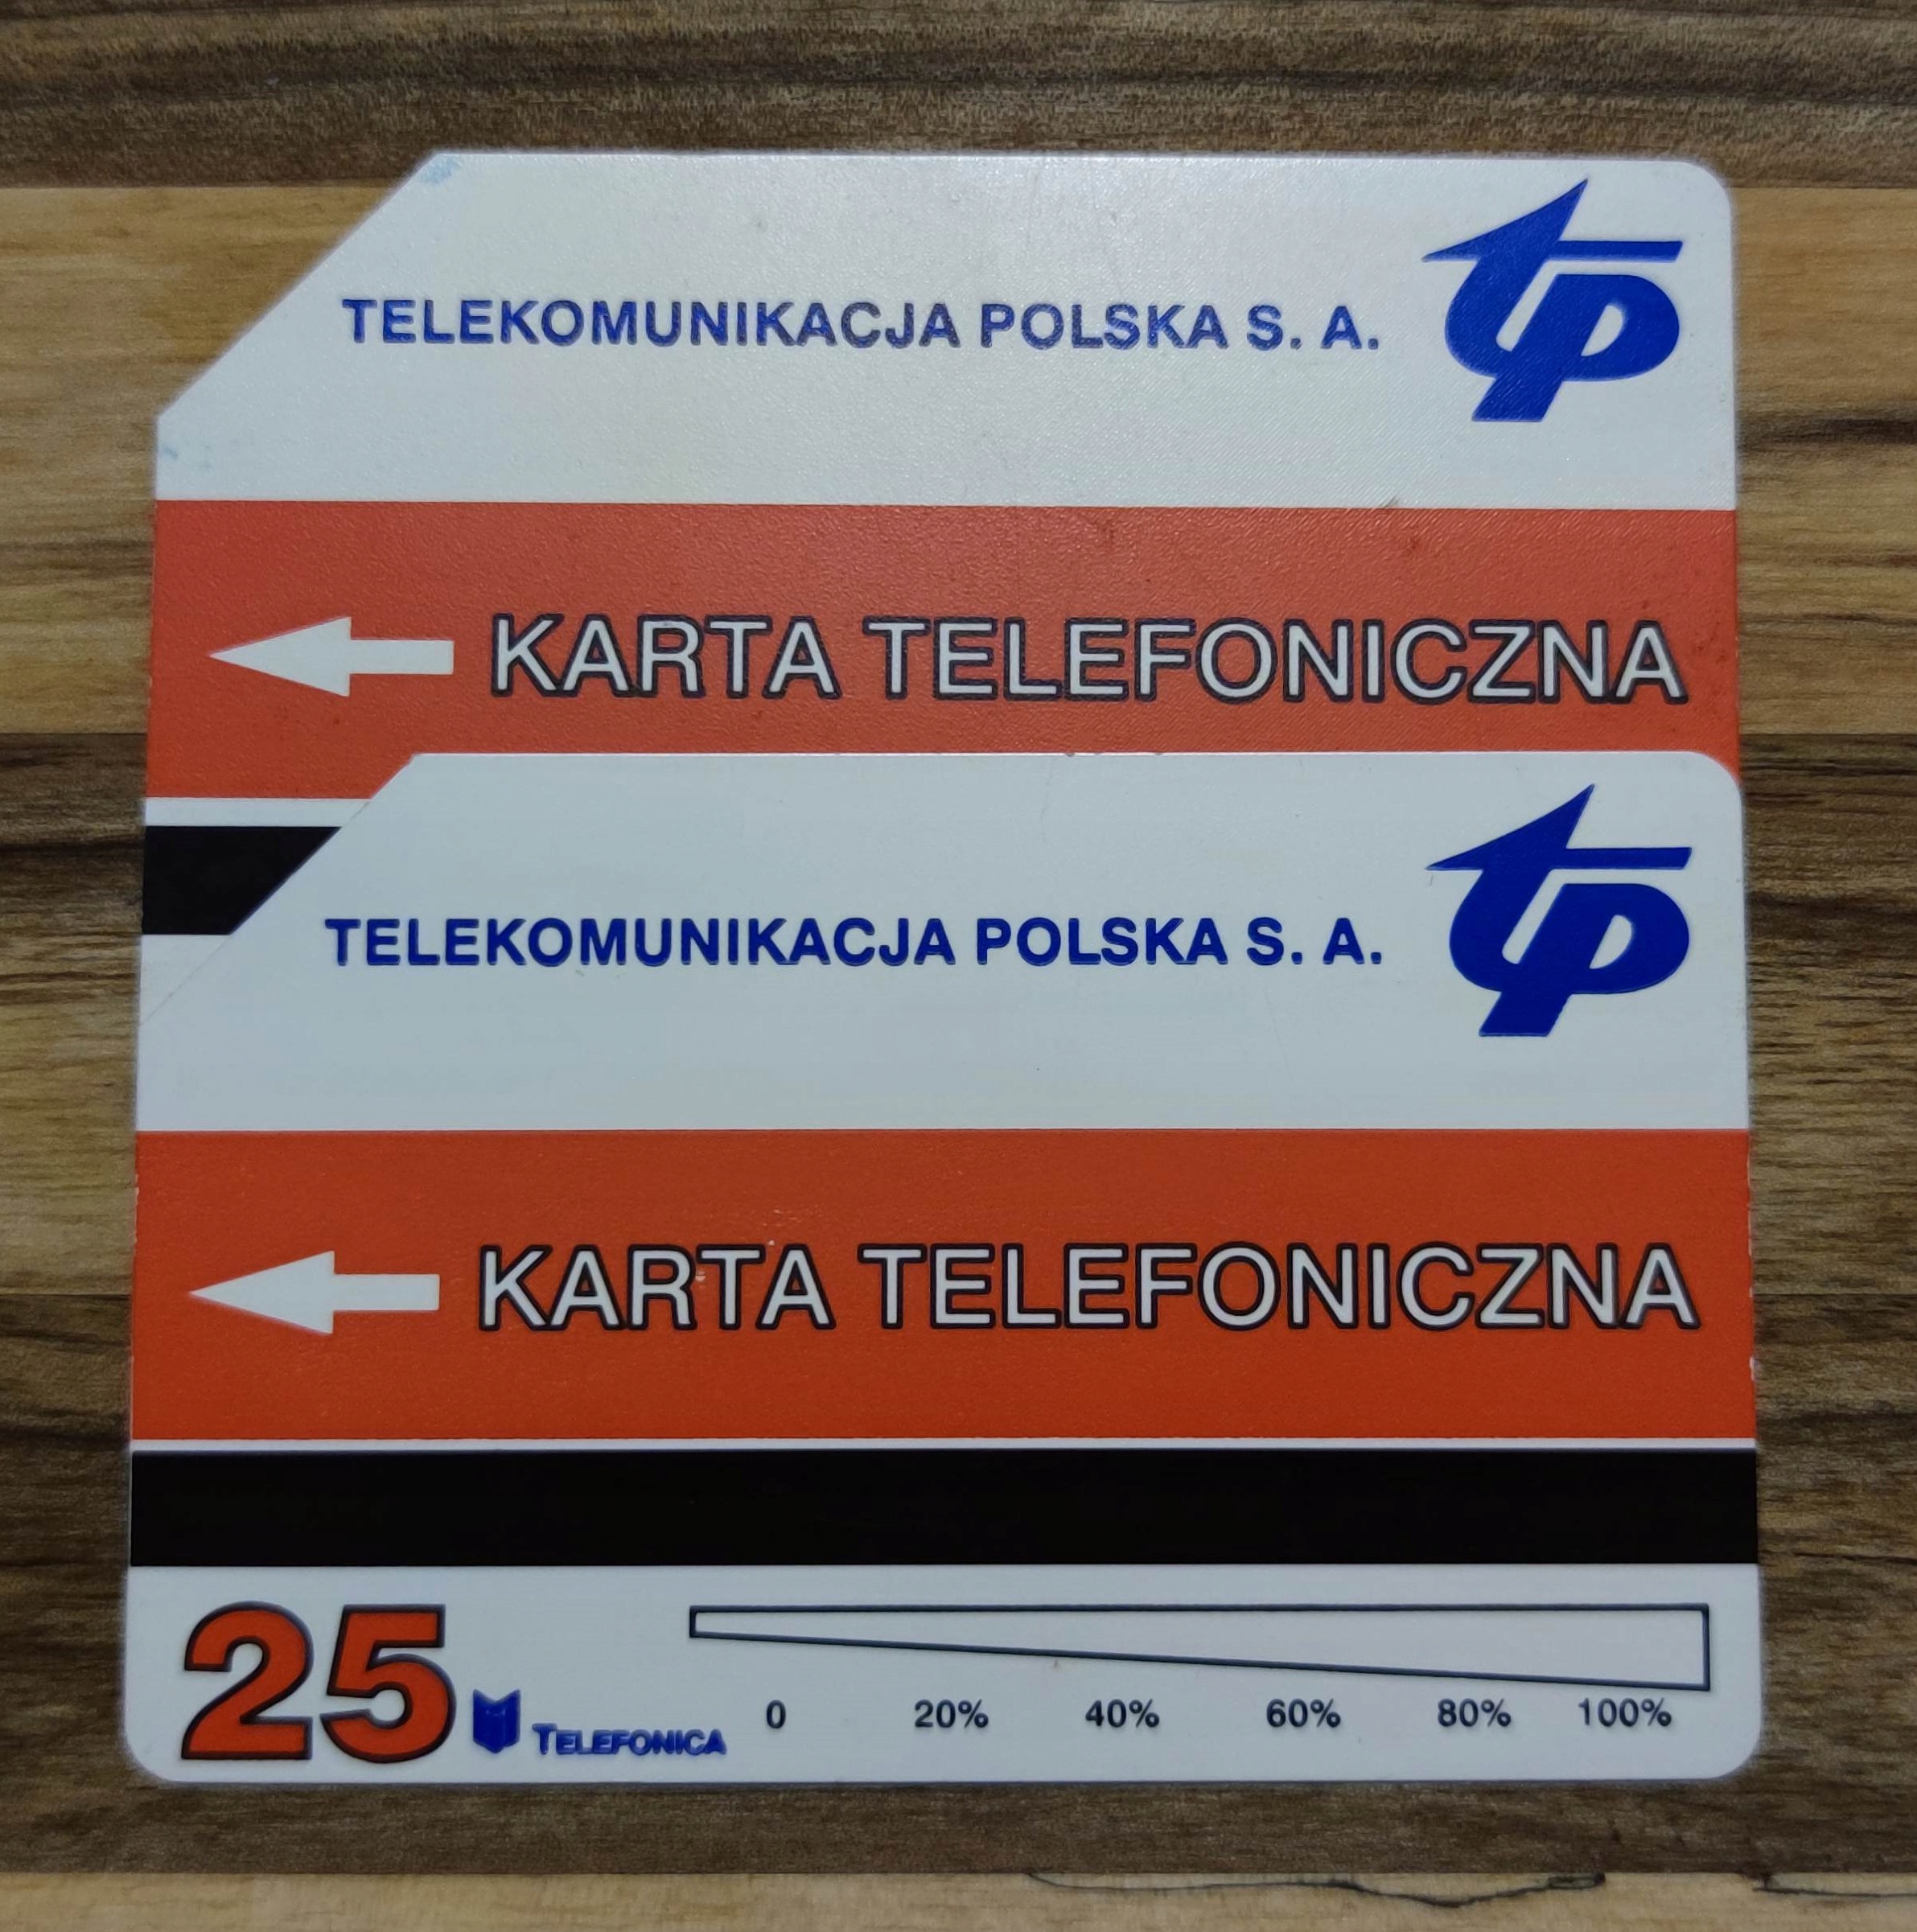 TELEKOMUNIKACJA POLSKA S. A.
tp
KARTA TELEFONICZNA
TELEKOMUNIKACJA POLSKA S. A.
tp
KARTA TELEFONICZNA
25
TELEFONICA
0 20% 40% 60% 80% 100%